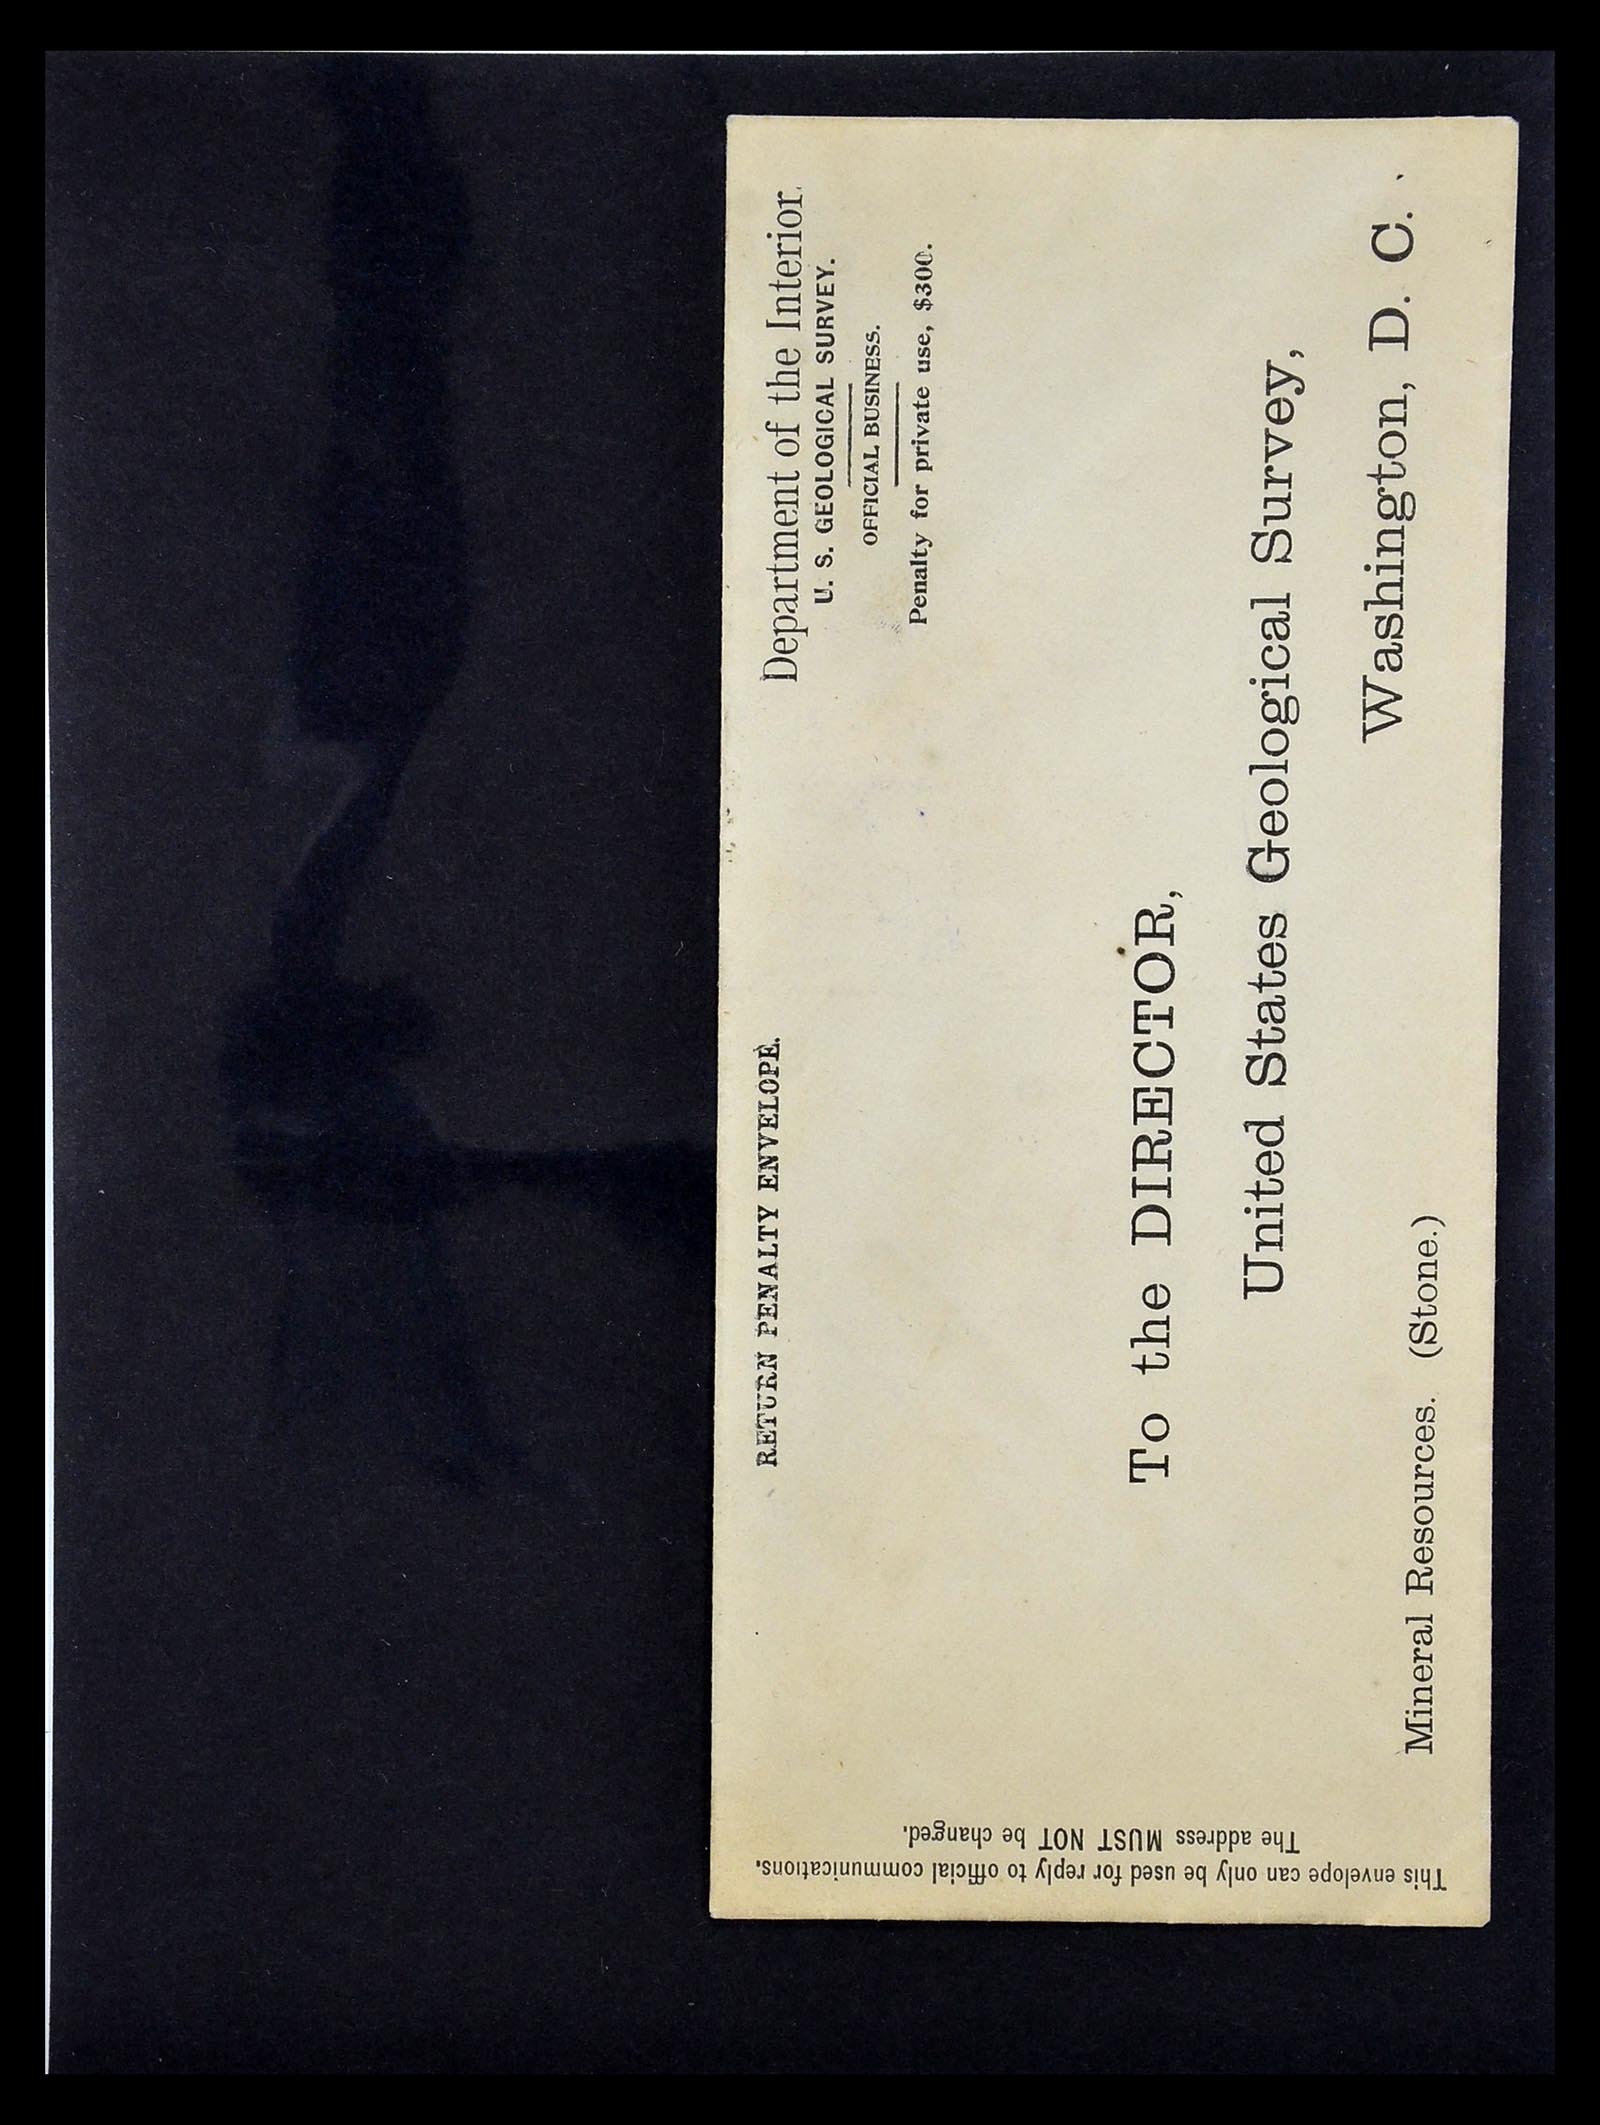 RETURN PENALTY ENVELOPE.
Department of the Interior.
U. S. GEOLOGICAL SURVEY.
OFFICIAL BUSINESS.
Penalty for private use, $300.
To the DIRECTOR,
United States Geological Survey,
Washington, D. C.
Mineral Resources. (Stone.)
This envelope can only be used for reply to official communications.
The address MUST NOT be changed.